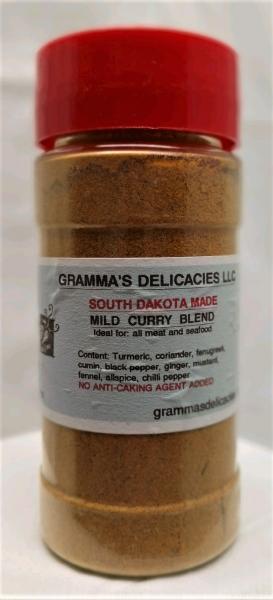 GRAMMA'S DELICACIES LLC
SOUTH DAKOTA MADE
MILD CURRY BLEND
Ideal for: all meat and seafood
Content: Turmeric, coriander, fenugreek,
cumin, black pepper, ginger, mustard,
fennel, allspice, chilli pepper
NO ANTI-CAKING AGENT ADDED
grammasdelicacies